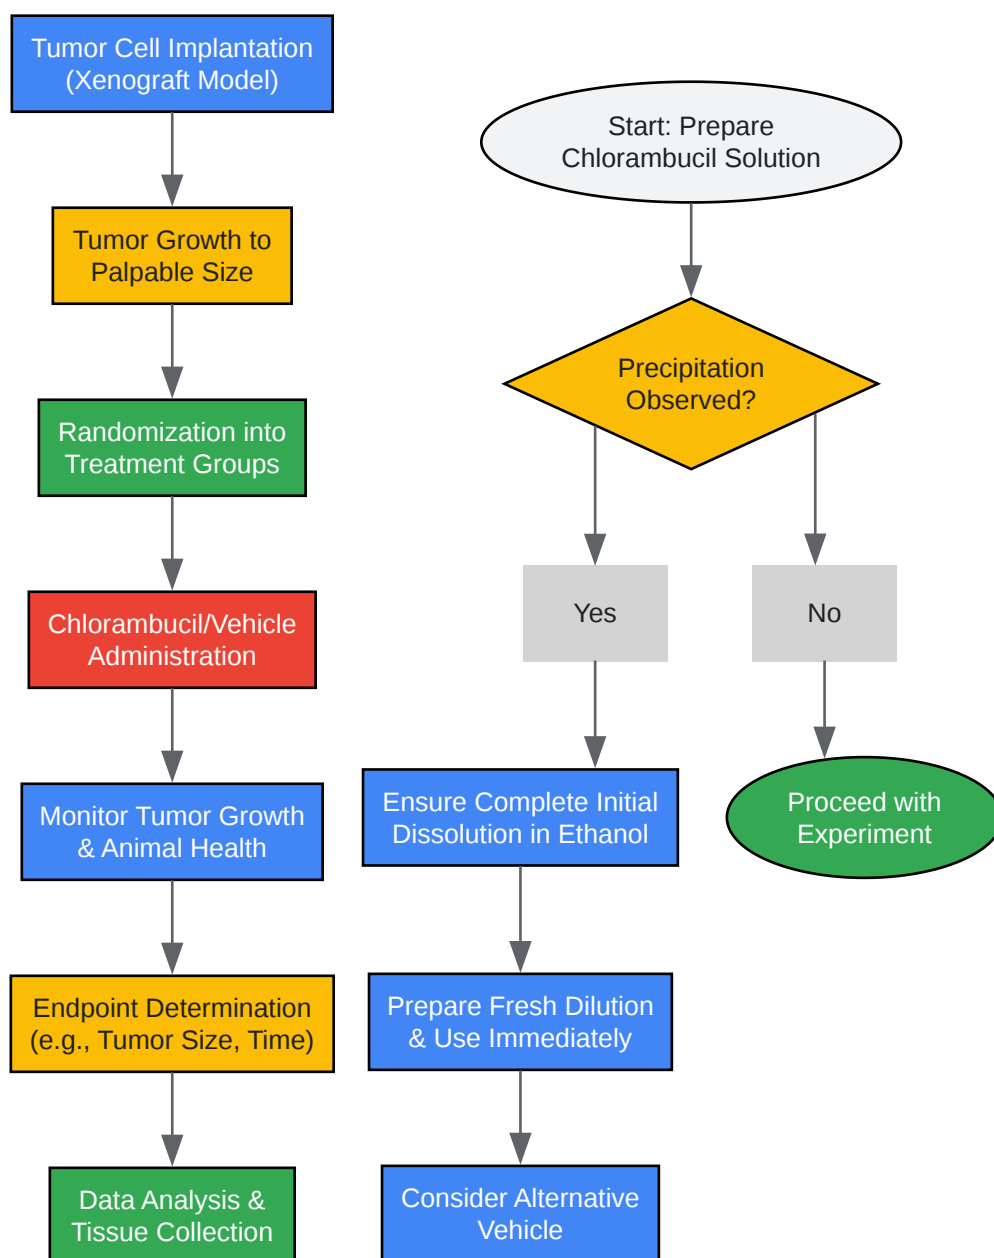 Tumor Cell Implantation
(Xenograft Model)
Tumor Growth to
Palpable Size
Randomization into
Treatment Groups
Chlorambucil/Vehicle
Administration
Monitor Tumor Growth
& Animal Health
Endpoint Determination
(e.g., Tumor Size, Time)
Data Analysis &
Tissue Collection
Start: Prepare
Chlorambucil Solution
Precipitation
Observed?
Yes
No
Ensure Complete Initial
Dissolution in Ethanol
Proceed with
Experiment
Prepare Fresh Dilution
& Use Immediately
Consider Alternative
Vehicle